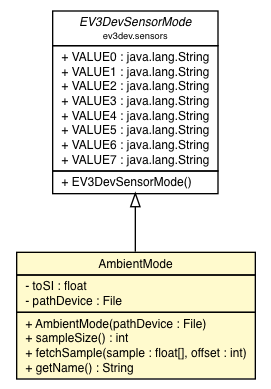 EV3DevSensorMode
ev3dev.sensors
+ VALUE0 : java.lang.String
+ VALUE1 : java.lang.String
+ VALUE2 : java.lang.String
+ VALUE3 : java.lang.String
+ VALUE4 : java.lang.String
+ VALUE5 : java.lang.String
+ VALUE6 : java.lang.String
+ VALUE7 : java.lang.String
+ EV3DevSensorMode()
AmbientMode
- toSI : float
- pathDevice : File
+ AmbientMode(pathDevice : File)
+ sampleSize() : int
+ fetchSample(sample : float[], offset : int)
+ getName() : String